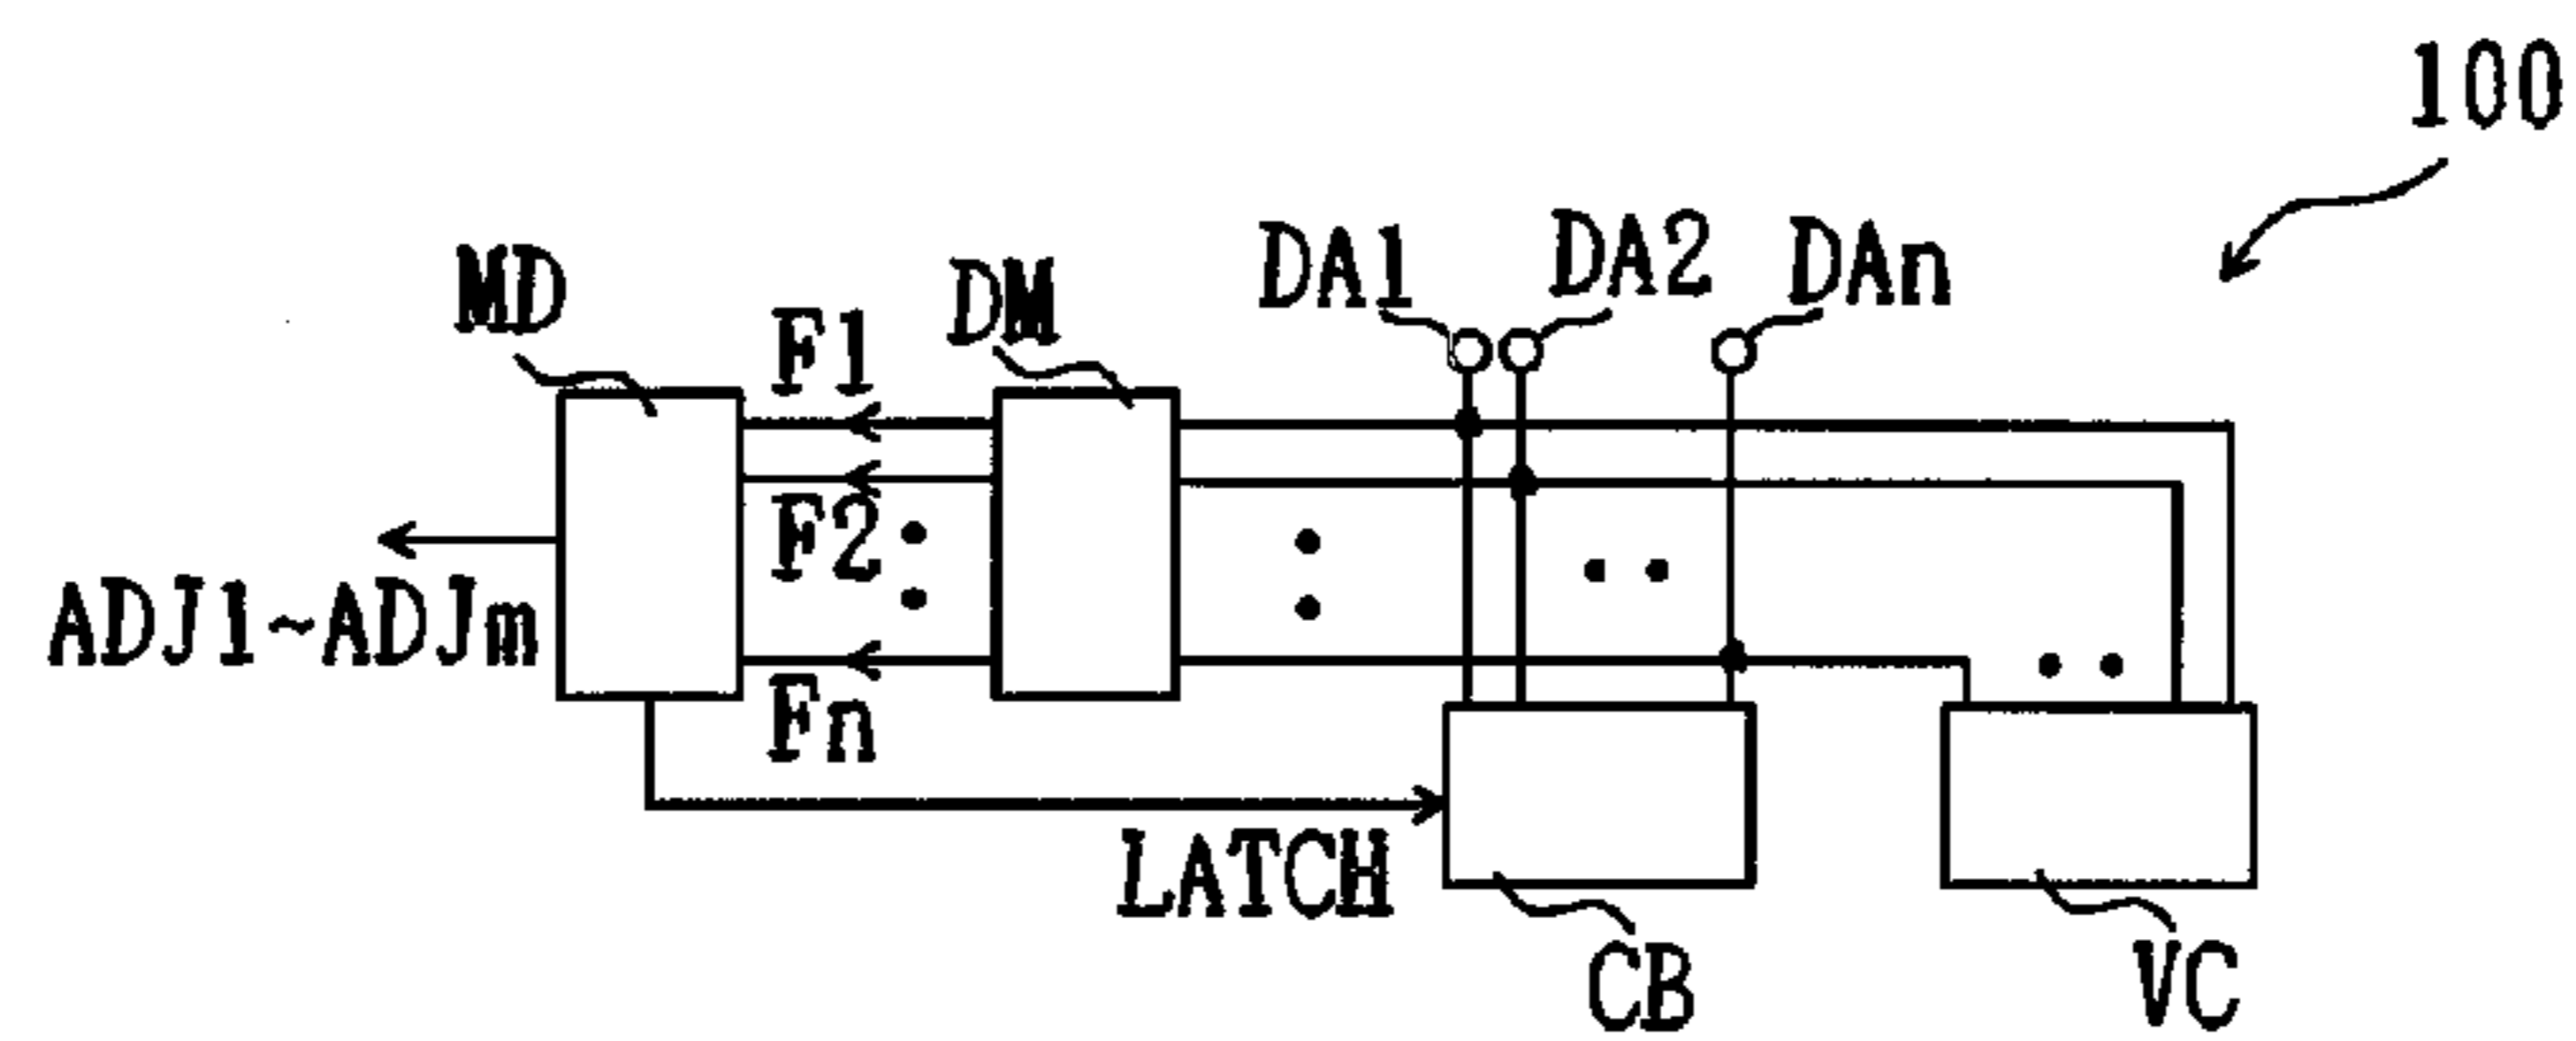 100
DA1 DA2 DAn
MD F1 DM
F2
ADJ1~ADJm
Fn
LATCH
CB VC